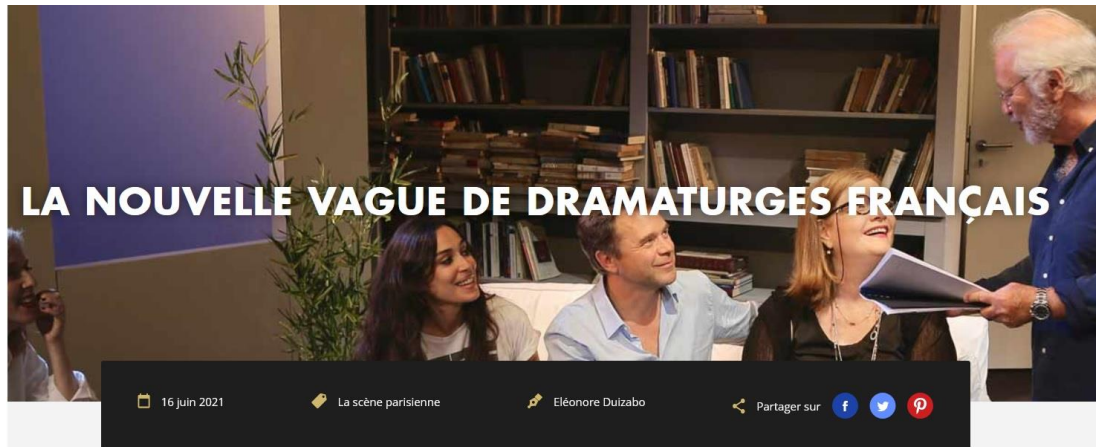 LA NOUVELLE VAGUE DE DRAMATURGES FRANÇAIS
16 juin 2021
La scène parisienne
Eléonore Duizabo
Partager sur